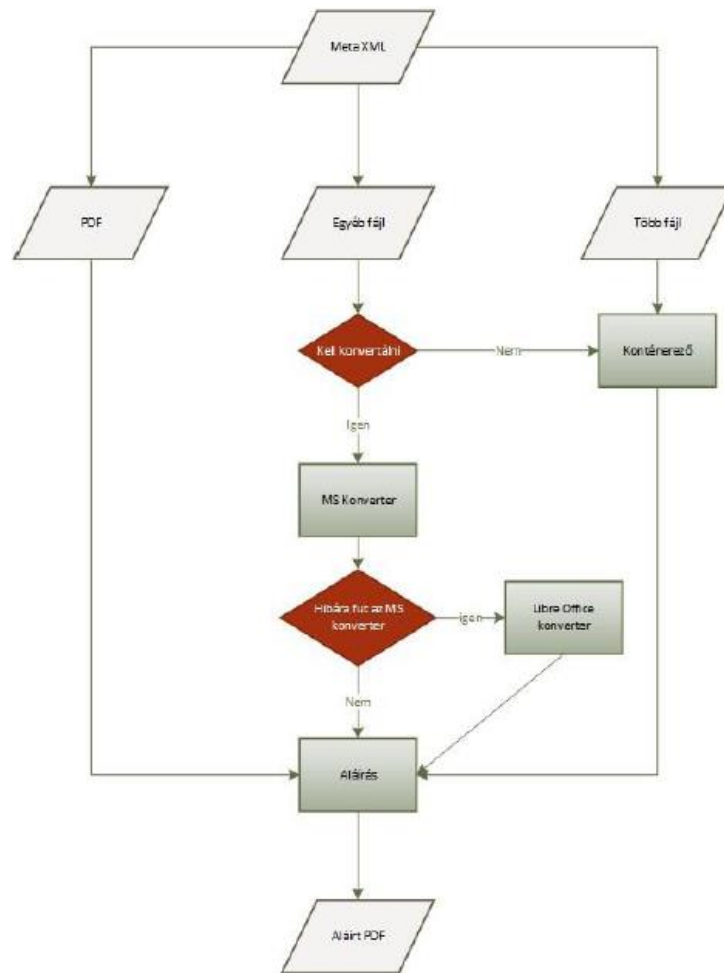 Meta XML
PDF
Egyéb fájl
Több fájl
Kell konvertálni
Nem
Konténerező
Igen
MS Konverter
Hibára fut az MS
konverter
igen
Libre Office
konverter
Nem
Aláírás
Aláírt PDF